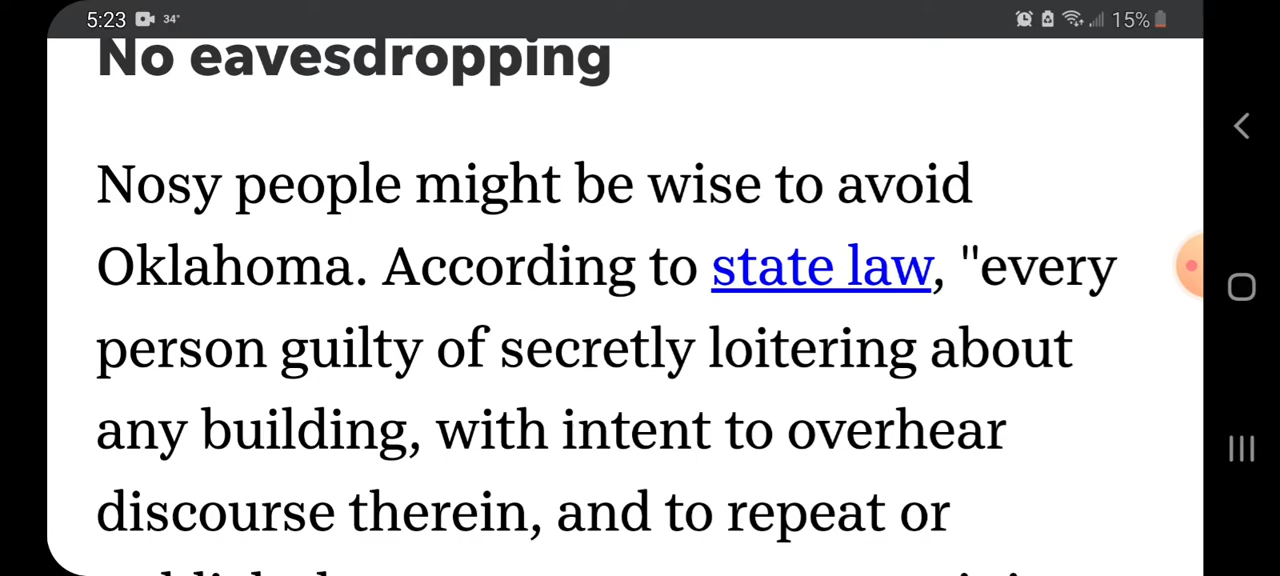 5:23 34° 15%
No eavesdropping
Nosy people might be wise to avoid
Oklahoma. According to state law, "every
person guilty of secretly loitering about
any building, with intent to overhear
discourse therein, and to repeat or